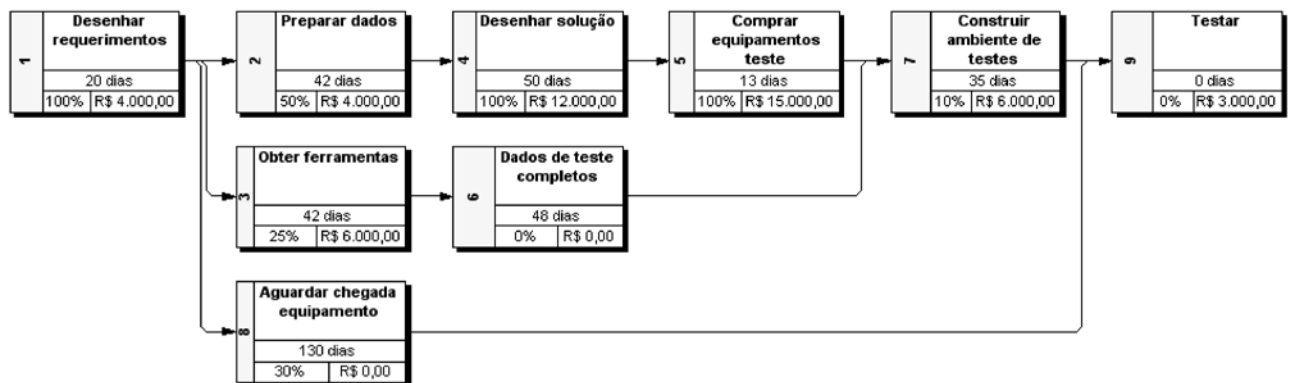 1
Desenhar
requerimentos
20 dias
100% R$ 4.000,00
2
Preparar dados
42 dias
50% R$ 4.000,00
4
Desenhar solução
50 dias
100% R$ 12.000,00
5
Comprar
equipamentos
teste
13 dias
100% R$ 15.000,00
7
Construir
ambiente de
testes
35 dias
10% R$ 6.000,00
9
Testar
0 dias
0% R$ 3.000,00
3
Obter ferramentas
42 dias
25% R$ 6.000,00
6
Dados de teste
completos
48 dias
0% R$ 0,00
8
Aguardar chegada
equipamento
130 dias
30% R$ 0,00